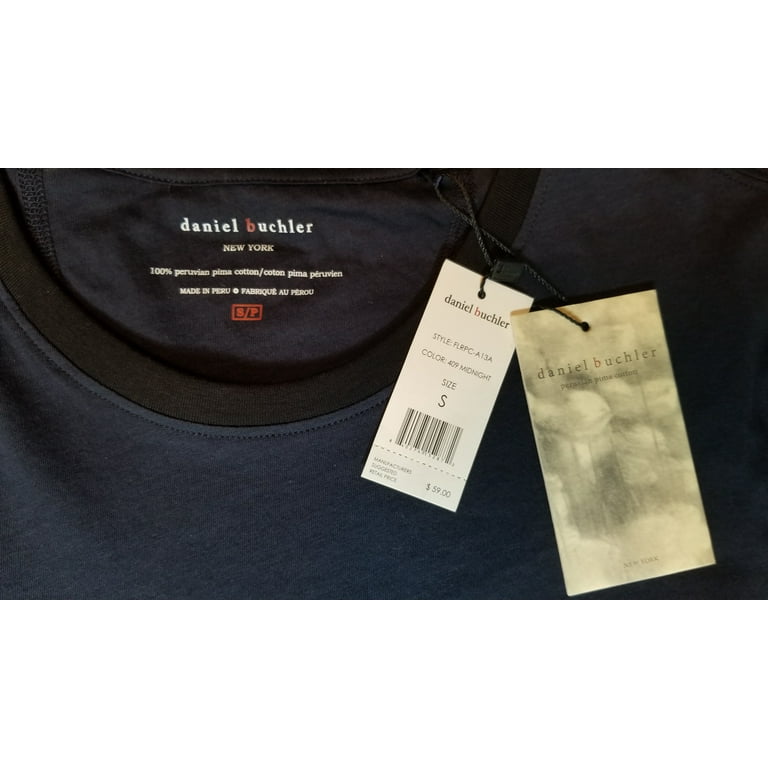 daniel buchler
NEW YORK
100% peruvian pima cotton/coton pima péruvien
MADE IN PERU • FABRIQUÉ AU PÉROU
S/P
daniel buchler
STYLE: FLRPC-A13A
COLOR: 409 MIDNIGHT
SIZE
S
MANUFACTURERS
SUGGESTED
RETAIL PRICE
$ 59.00
daniel buchler
peruvian pima cotton
NEW YORK